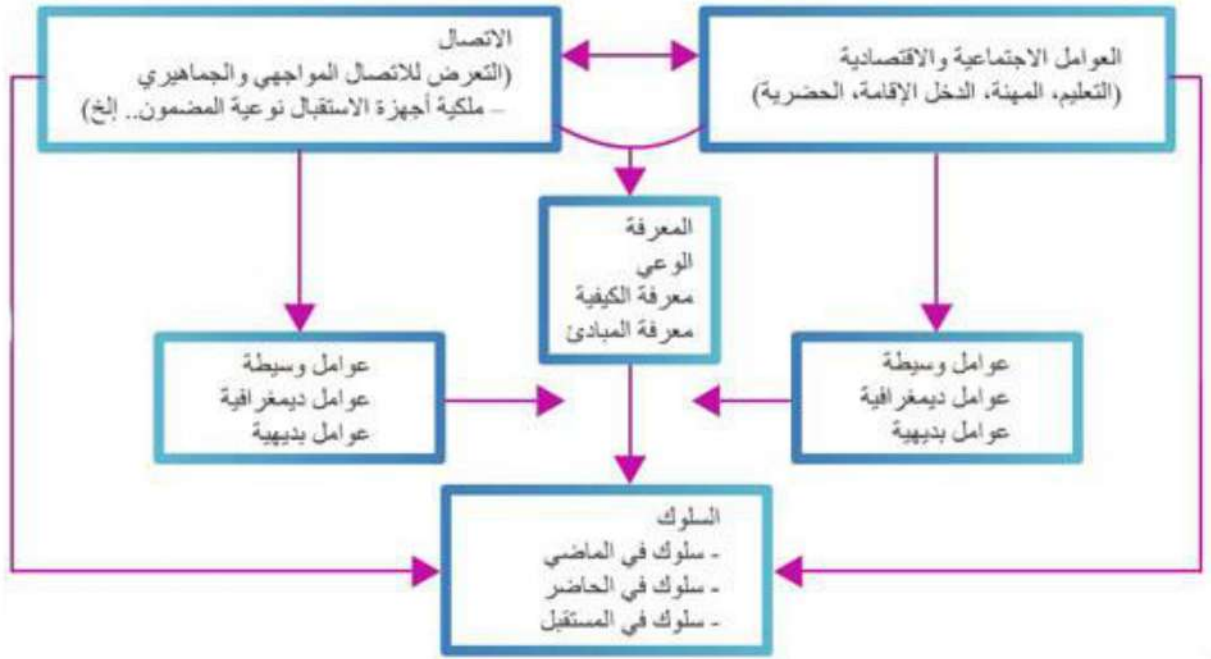 العوامل الاجتماعية والاقتصادية
(التعليم، المهنة، الدخل الإقامة، الحضرية)
الاتصال
(التعرض للاتصال المواجهي والجماهيري
– ملكية أجهزة الاستقبال نوعية المضمون.. إلخ)
المعرفة
الوعي
معرفة الكيفية
معرفة المبادئ
عوامل وسيطة
عوامل ديمغرافية
عوامل بديهية
عوامل وسيطة
عوامل ديمغرافية
عوامل بديهية
السلوك
- سلوك في الماضي
- سلوك في الحاضر
- سلوك في المستقبل